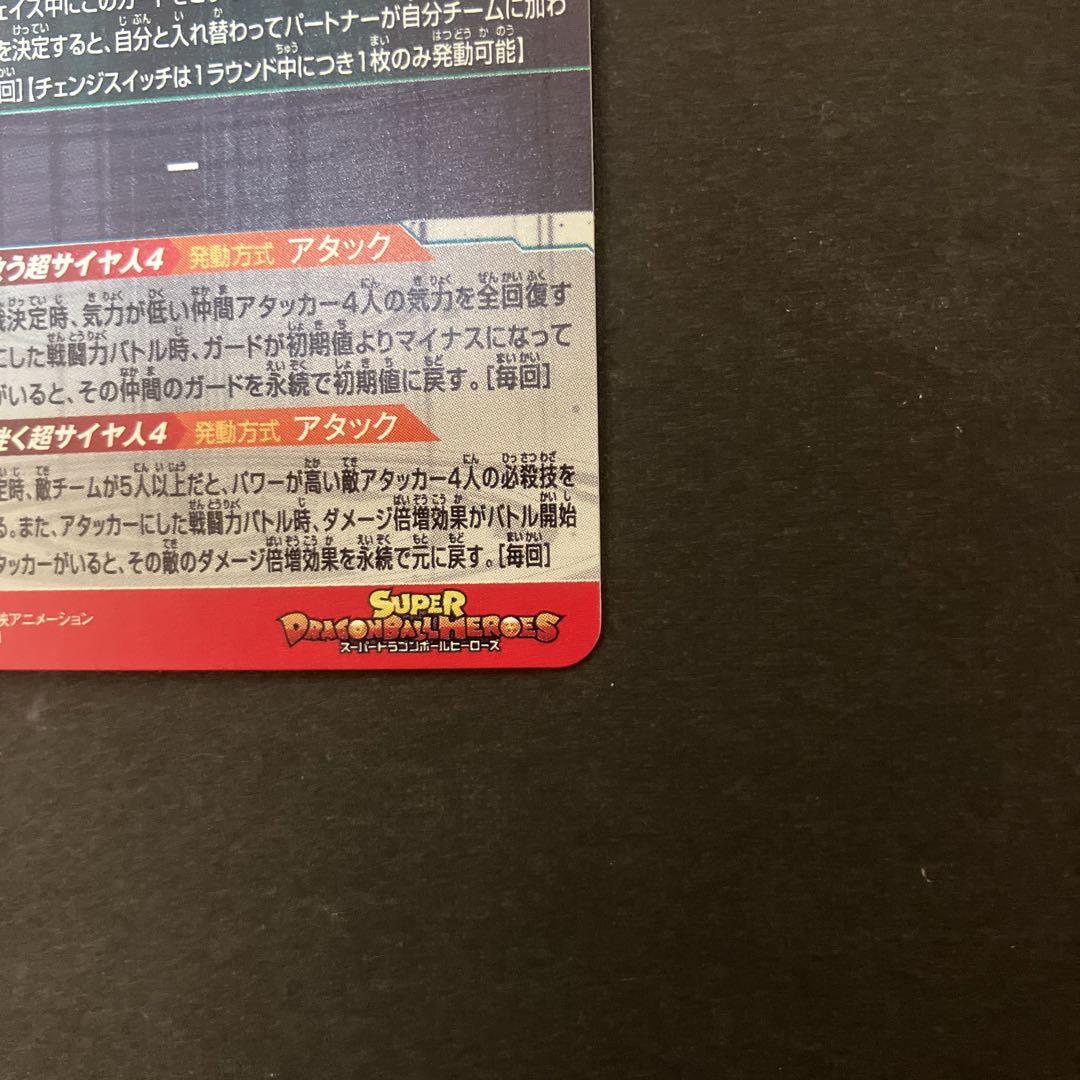 ェイズ中にこのカードを
を決定すると、自分と入れ替わってパートナーが自分チームに加わ
回][チェンジスイッチは1ラウンド中につき1枚のみ発動可能]
ー
う超サイヤ人4 発動方式 アタック
決定時、気力が低い仲間アタッカー4人の気力を全回復す
にした戦闘力バトル時、ガードが初期値よりマイナスになって
がいると、その仲間のガードを永続で初期値に戻す。[毎回]
く超サイヤ人4 発動方式 アタック
定時、敵チームが5人以上だと、パワーが高い敵アタッカー4人の必殺技を
る。また、アタッカーにした戦闘力バトル時、ダメージ倍増効果がバトル開始
タッカーがいると、その敵のダメージ倍増効果を永続で元に戻す。[毎回]
映アニメーション
SUPER
DRAGONBALL HEROES
スーパードラゴンボールヒーローズ